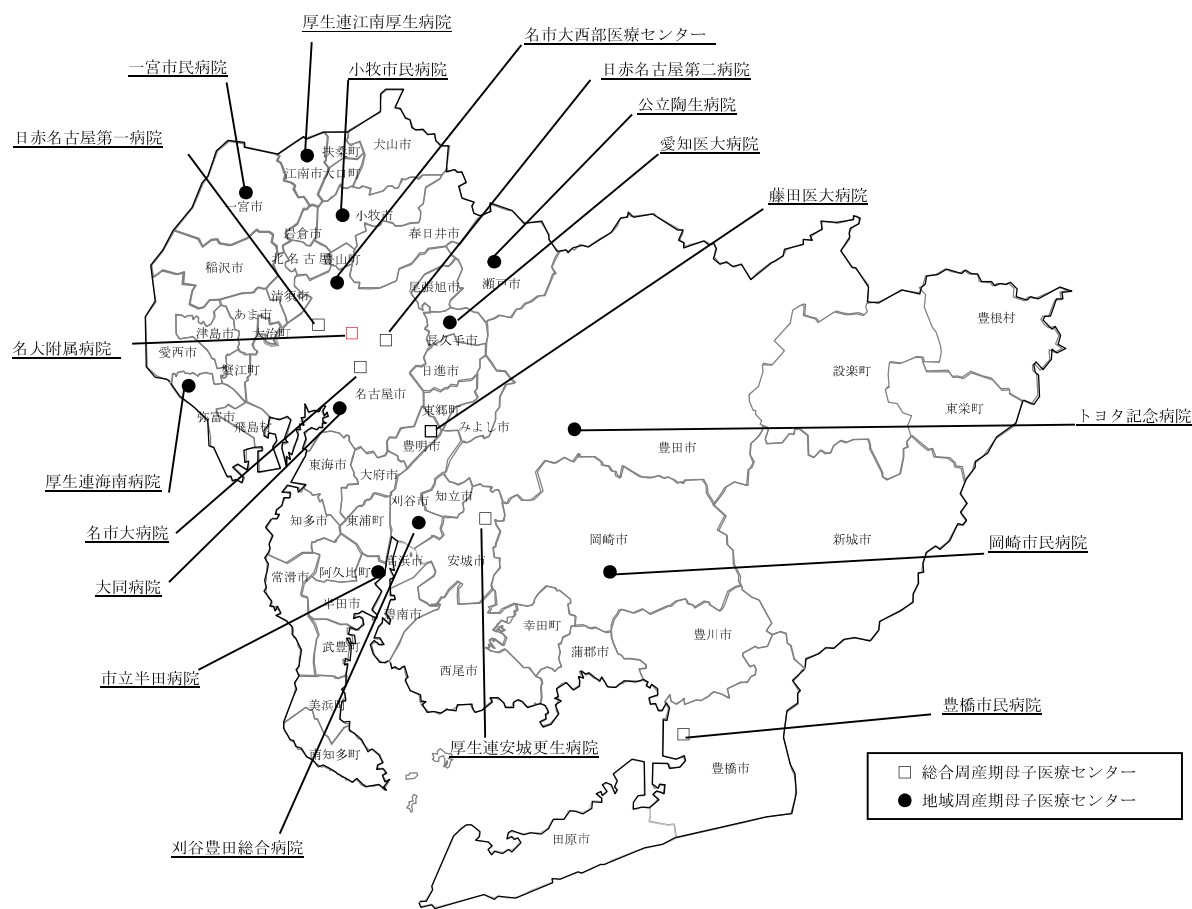 厚生連江南厚生病院
名市大西部医療センター
一宮市民病院
小牧市民病院
日赤名古屋第二病院
公立陶生病院
日赤名古屋第一病院
愛知医大病院
藤田医大病院
扶桑町
犬山市
江南市
大口町
一宮市
小牧市
岩倉市
春日井市
北名古屋市
豊山町
稲沢市
尾張旭市
瀬戸市
清須市
あま市
津島市
大治町
長久手市
豊根村
名大附属病院
愛西市
蟹江町
日進市
設楽町
名古屋市
東郷町
東栄町
弥富市
飛島村
みよし市
トヨタ記念病院
豊明市
豊田市
東海市
大府市
厚生連海南病院
刈谷市
知立市
知多市
東浦町
名市大病院
岡崎市
新城市
岡崎市民病院
高浜市
安城市
常滑市
阿久比町
大同病院
半田市
碧南市
幸田町
豊川市
武豊町
蒲郡市
西尾市
市立半田病院
美浜町
豊橋市民病院
南知多町
厚生連安城更生病院
豊橋市
総合周産期母子医療センター
地域周産期母子医療センター
田原市
刈谷豊田総合病院